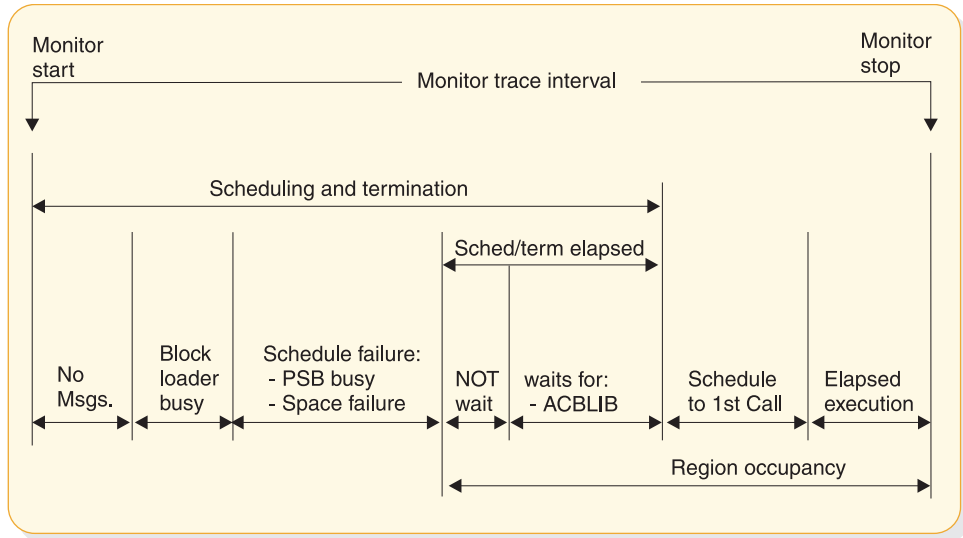 Monitor
start
Monitor
stop
Monitor trace interval
Scheduling and termination
Sched/term elapsed
No
Msgs.
Block
loader
busy
Schedule failure:
- PSB busy
- Space failure
NOT
wait
waits for:
- ACBLIB
Schedule
to 1st Call
Elapsed
execution
Region occupancy